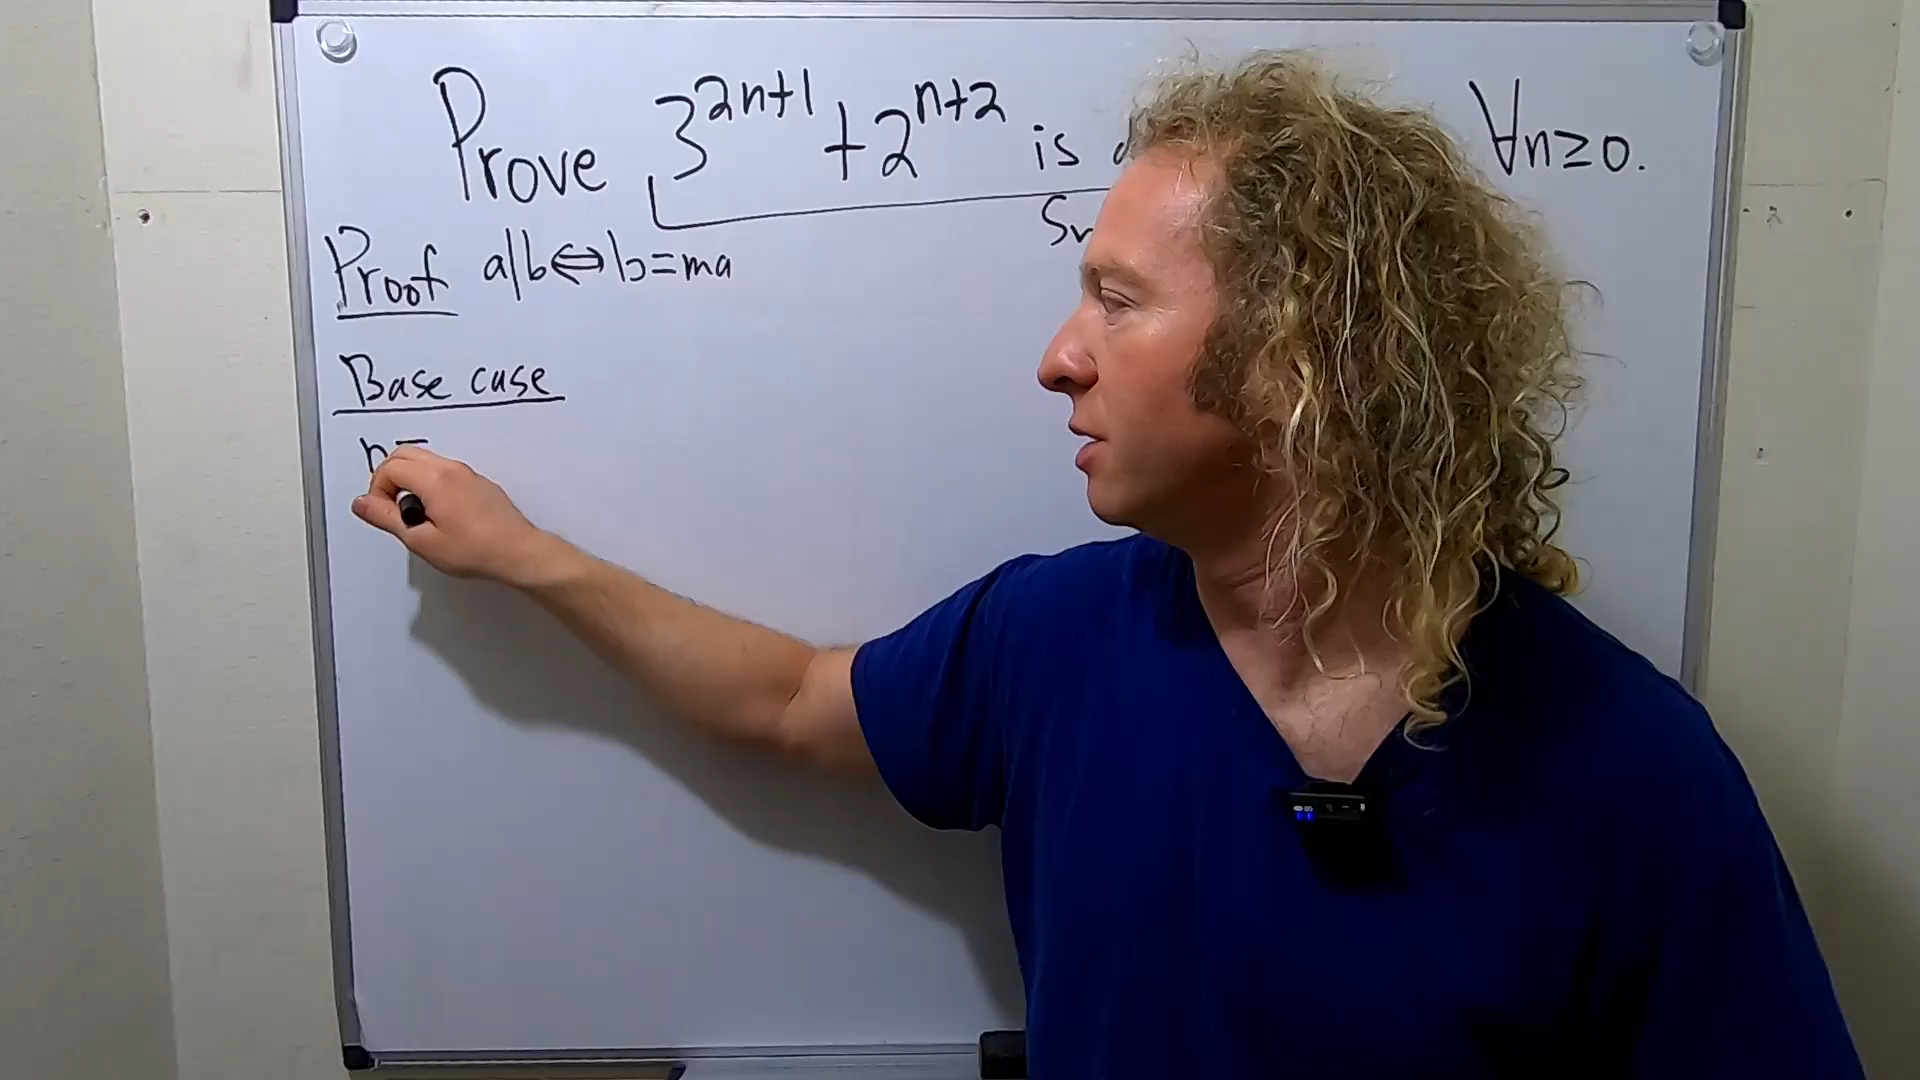 Prove 3^{2n+1} + 2^{n+2} is ∀n≥0.
Proof a|b⇔b=ma
Base case
n=